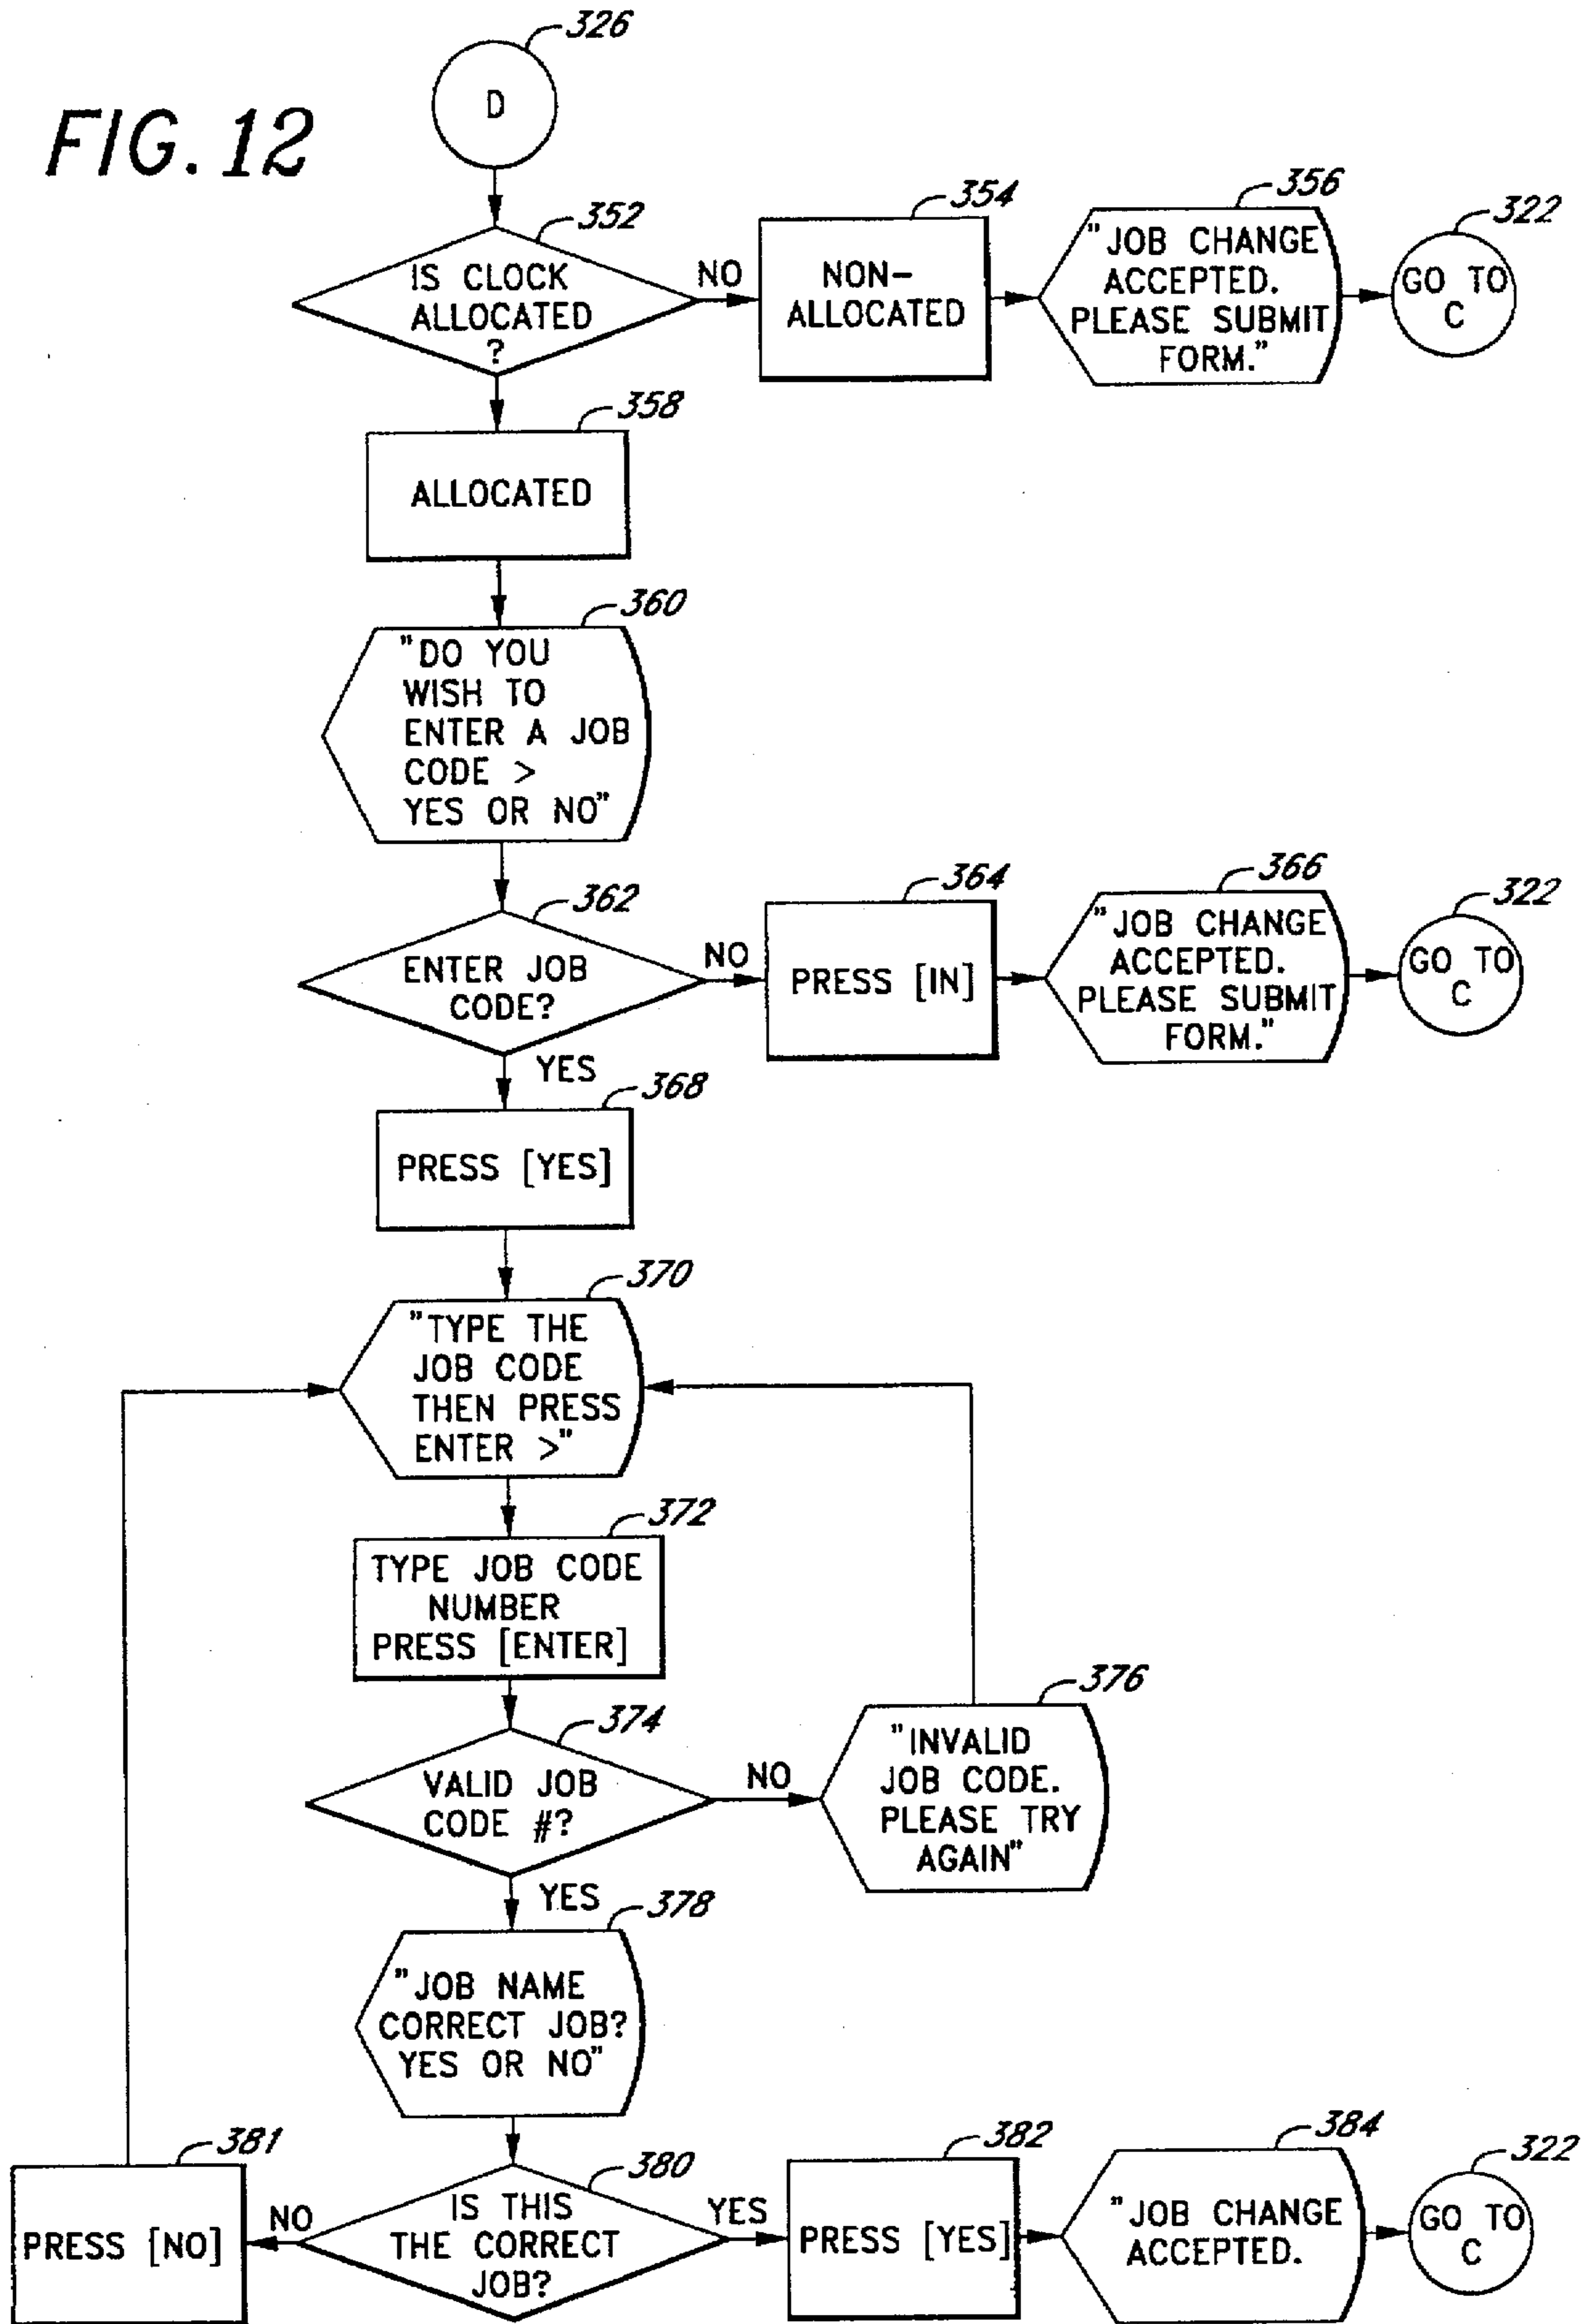 FIG. 12
326
D
352
IS CLOCK
ALLOCATED
?
NO
354
NON-
ALLOCATED
356
"JOB CHANGE
ACCEPTED.
PLEASE SUBMIT
FORM."
322
GO TO
C
358
ALLOCATED
360
"DO YOU
WISH TO
ENTER A JOB
CODE >
YES OR NO"
362
ENTER JOB
CODE?
NO
364
PRESS [IN]
366
"JOB CHANGE
ACCEPTED.
PLEASE SUBMIT
FORM."
322
GO TO
C
YES
368
PRESS [YES]
370
"TYPE THE
JOB CODE
THEN PRESS
ENTER >"
372
TYPE JOB CODE
NUMBER
PRESS [ENTER]
374
VALID JOB
CODE #?
NO
376
"INVALID
JOB CODE.
PLEASE TRY
AGAIN"
YES
378
"JOB NAME
CORRECT JOB?
YES OR NO"
380
IS THIS
THE CORRECT
JOB?
NO
381
PRESS [NO]
YES
382
PRESS [YES]
384
"JOB CHANGE
ACCEPTED.
322
GO TO
C